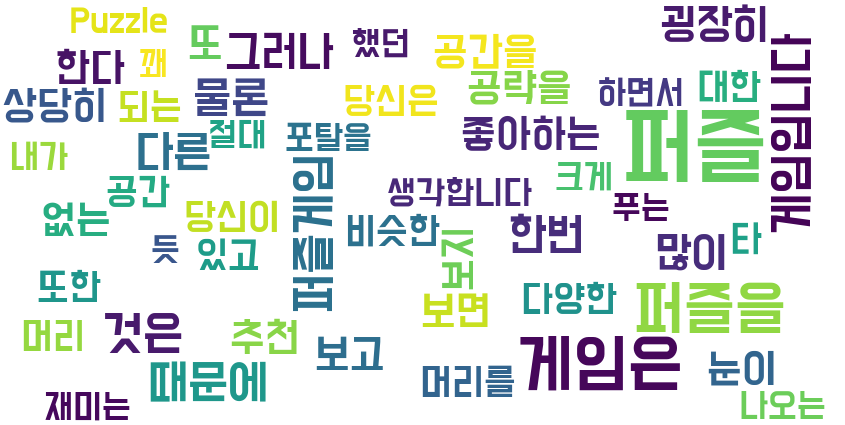 Puzzle
또
그러나
했던
공간을
굉장히
한다
꽤
상당히
되는
물론
당신은
공략을
하면서
대한
게임입니다
내가
다른
절대
포탈을
좋아하는
퍼즐
공간
퍼즐게임
생각합니다
크게
푸는
없는
당신이
비슷한
보지
한번
많이
타
듯
있고
또한
다양한
퍼즐을
머리
것은
추천
보고
보면
게임은
눈이
재미는
때문에
머리를
나오는